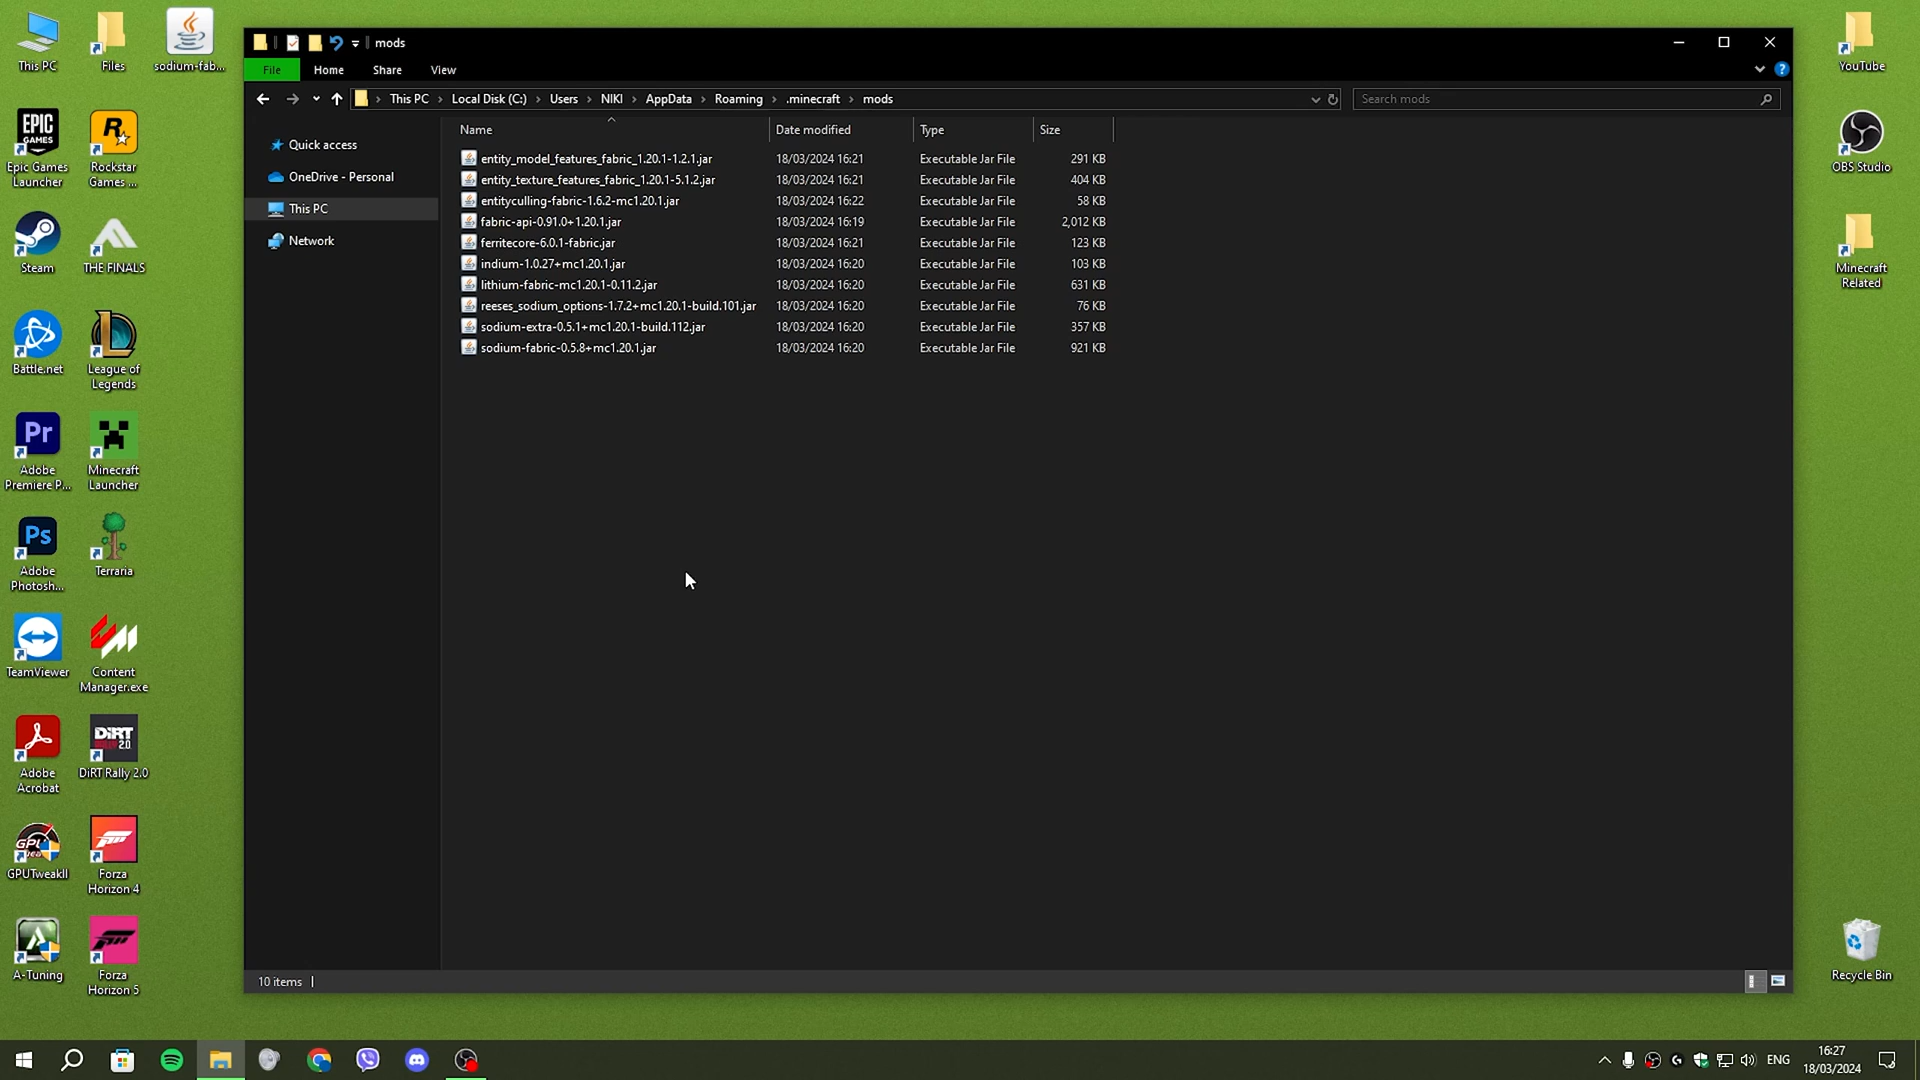 This PC
Files
sodium-fab...
Epic Games
Launcher
Rockstar
Games ...
Steam
THE FINALS
Battle.net
League of
Legends
Adobe
Premiere P...
Minecraft
Launcher
Adobe
Photosh...
Terraria
TeamViewer
Content
Manager.exe
Adobe
Acrobat
DiRT Rally 2.0
GPUTweakII
Forza
Horizon 4
A-Tuning
Forza
Horizon 5
EPIC
GAMES
R
Pr
Ps
DiRT
2.0
mods
File Home Share View
This PC Local Disk (C:) Users NIKI AppData Roaming .minecraft mods
Search mods
Quick access
OneDrive - Personal
This PC
Network
Name Date modified Type Size
entity_model_features_fabric_1.20.1-1.2.1.jar 18/03/2024 16:21 Executable Jar File 291 KB
entity_texture_features_fabric_1.20.1-5.1.2.jar 18/03/2024 16:21 Executable Jar File 404 KB
entityculling-fabric-1.6.2-mc1.20.1.jar 18/03/2024 16:22 Executable Jar File 58 KB
fabric-api-0.91.0+1.20.1.jar 18/03/2024 16:19 Executable Jar File 2,012 KB
ferritecore-6.0.1-fabric.jar 18/03/2024 16:21 Executable Jar File 123 KB
indium-1.0.27+mc1.20.1.jar 18/03/2024 16:20 Executable Jar File 103 KB
lithium-fabric-mc1.20.1-0.11.2.jar 18/03/2024 16:20 Executable Jar File 631 KB
reeses_sodium_options-1.7.2+mc1.20.1-build.101.jar 18/03/2024 16:20 Executable Jar File 76 KB
sodium-extra-0.5.1+mc1.20.1-build.112.jar 18/03/2024 16:20 Executable Jar File 357 KB
sodium-fabric-0.5.8+mc1.20.1.jar 18/03/2024 16:20 Executable Jar File 921 KB
10 items
YouTube
OBS Studio
Minecraft
Related
Recycle Bin
ENG
16:27
18/03/2024